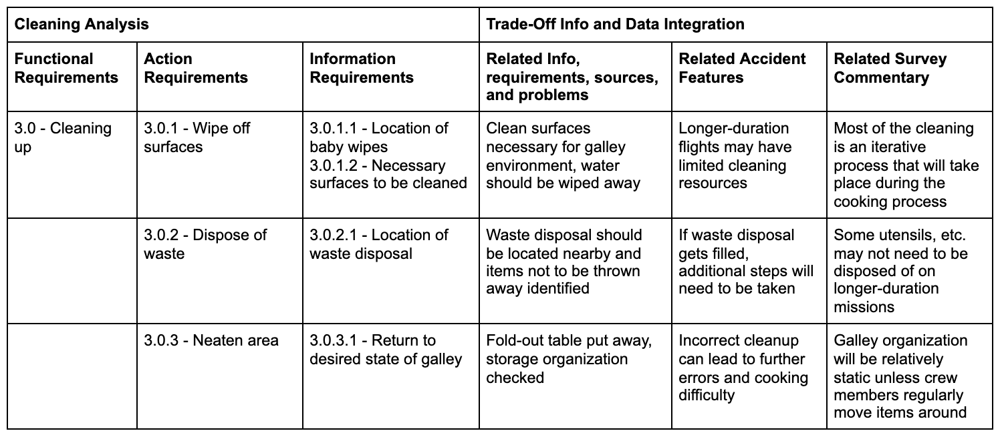 Cleaning Analysis
Trade-Off Info and Data Integration
Functional
Requirements
Action
Requirements
Information
Requirements
Related Info,
requirements, sources,
and problems
Related Accident
Features
Related Survey
Commentary
3.0 - Cleaning
up
3.0.1 - Wipe off
surfaces
3.0.1.1 - Location of
baby wipes
3.0.1.2 - Necessary
surfaces to be cleaned
Clean surfaces
necessary for galley
environment, water
should be wiped away
Longer-duration
flights may have
limited cleaning
resources
Most of the cleaning
is an iterative
process that will take
place during the
cooking process
3.0.2 - Dispose of
waste
3.0.2.1 - Location of
waste disposal
Waste disposal should
be located nearby and
items not to be thrown
away identified
If waste disposal
gets filled,
additional steps will
need to be taken
Some utensils, etc.
may not need to be
disposed of on
longer-duration
missions
3.0.3 - Neaten area
3.0.3.1 - Return to
desired state of galley
Fold-out table put away,
storage organization
checked
Incorrect cleanup
can lead to further
errors and cooking
difficulty
Galley organization
will be relatively
static unless crew
members regularly
move items around